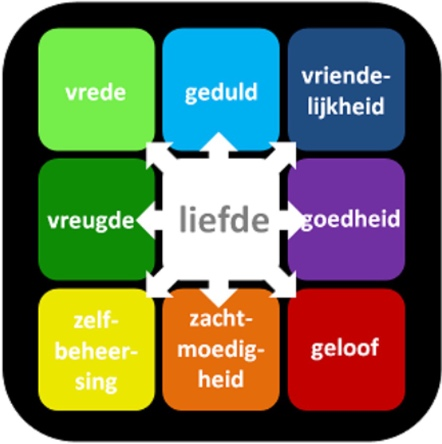 vrede
geduld
vriende-
lijkheid
vreugde
liefde
goedheid
zelf-
beheer-
sing
zacht-
moedig-
heid
geloof